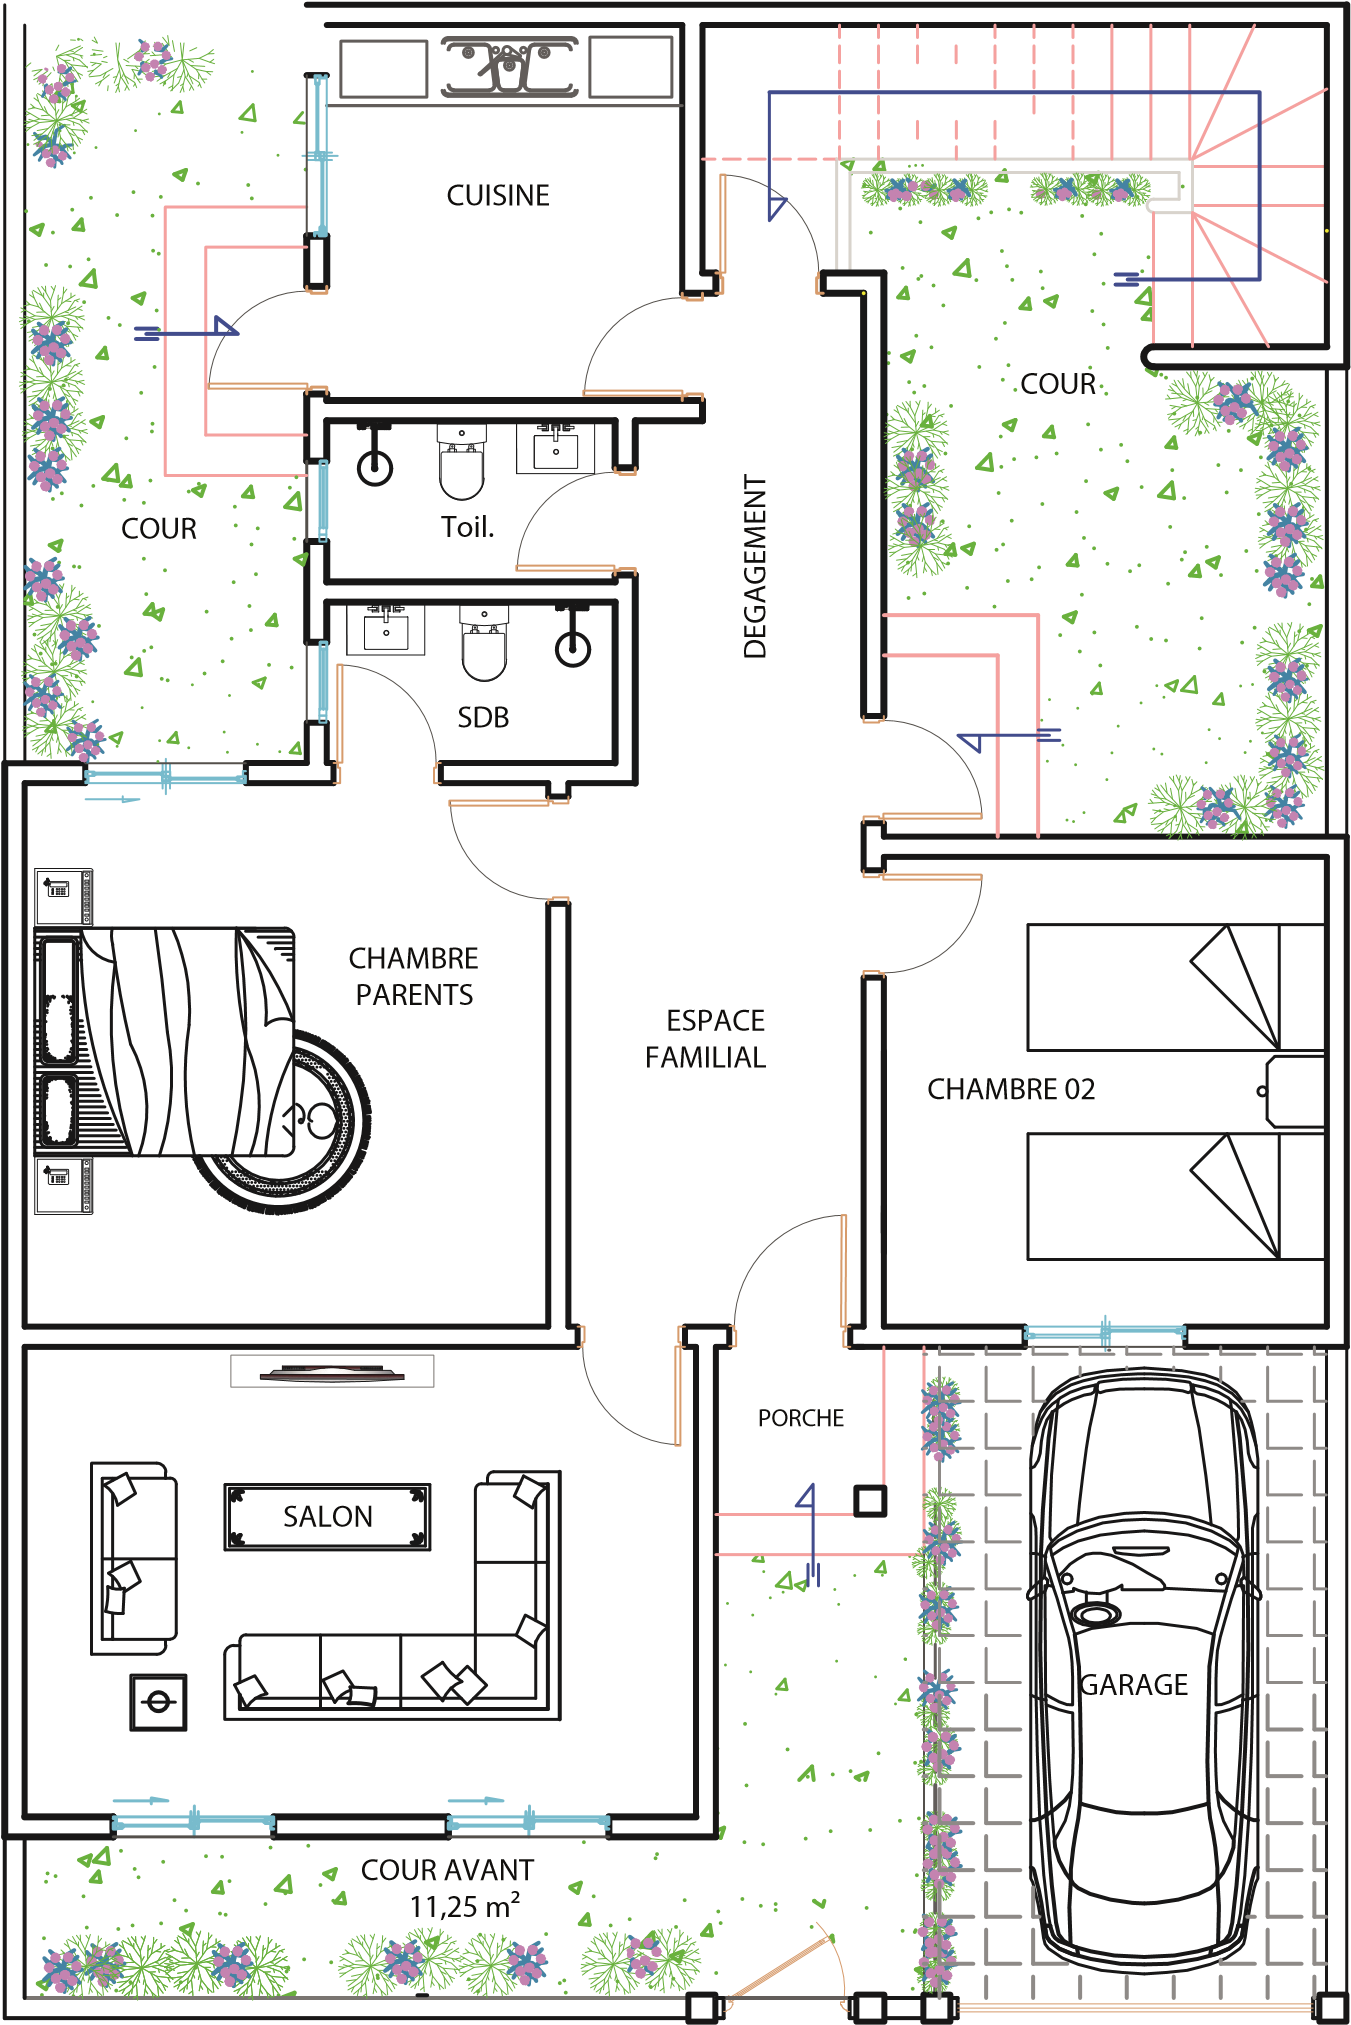 CUISINE
COUR
DEGAGEMENT
COUR
Toil.
SDB
CHAMBRE
PARENTS
ESPACE
FAMILIAL
CHAMBRE 02
PORCHE
SALON
GARAGE
COUR AVANT
11,25 m²